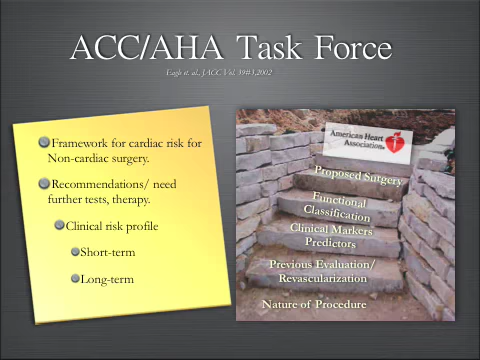 ACC/AHA Task Force
Eagle et. al., JACC Vol. 39#3,2002
Framework for cardiac risk for
Non-cardiac surgery.
Recommendations/ need
further tests, therapy.
Clinical risk profile
Short-term
Long-term
American Heart
Association®
Proposed Surgery
Functional
Classification
Clinical Markers
Predictors
Previous Evaluation/
Revascularization
Nature of Procedure